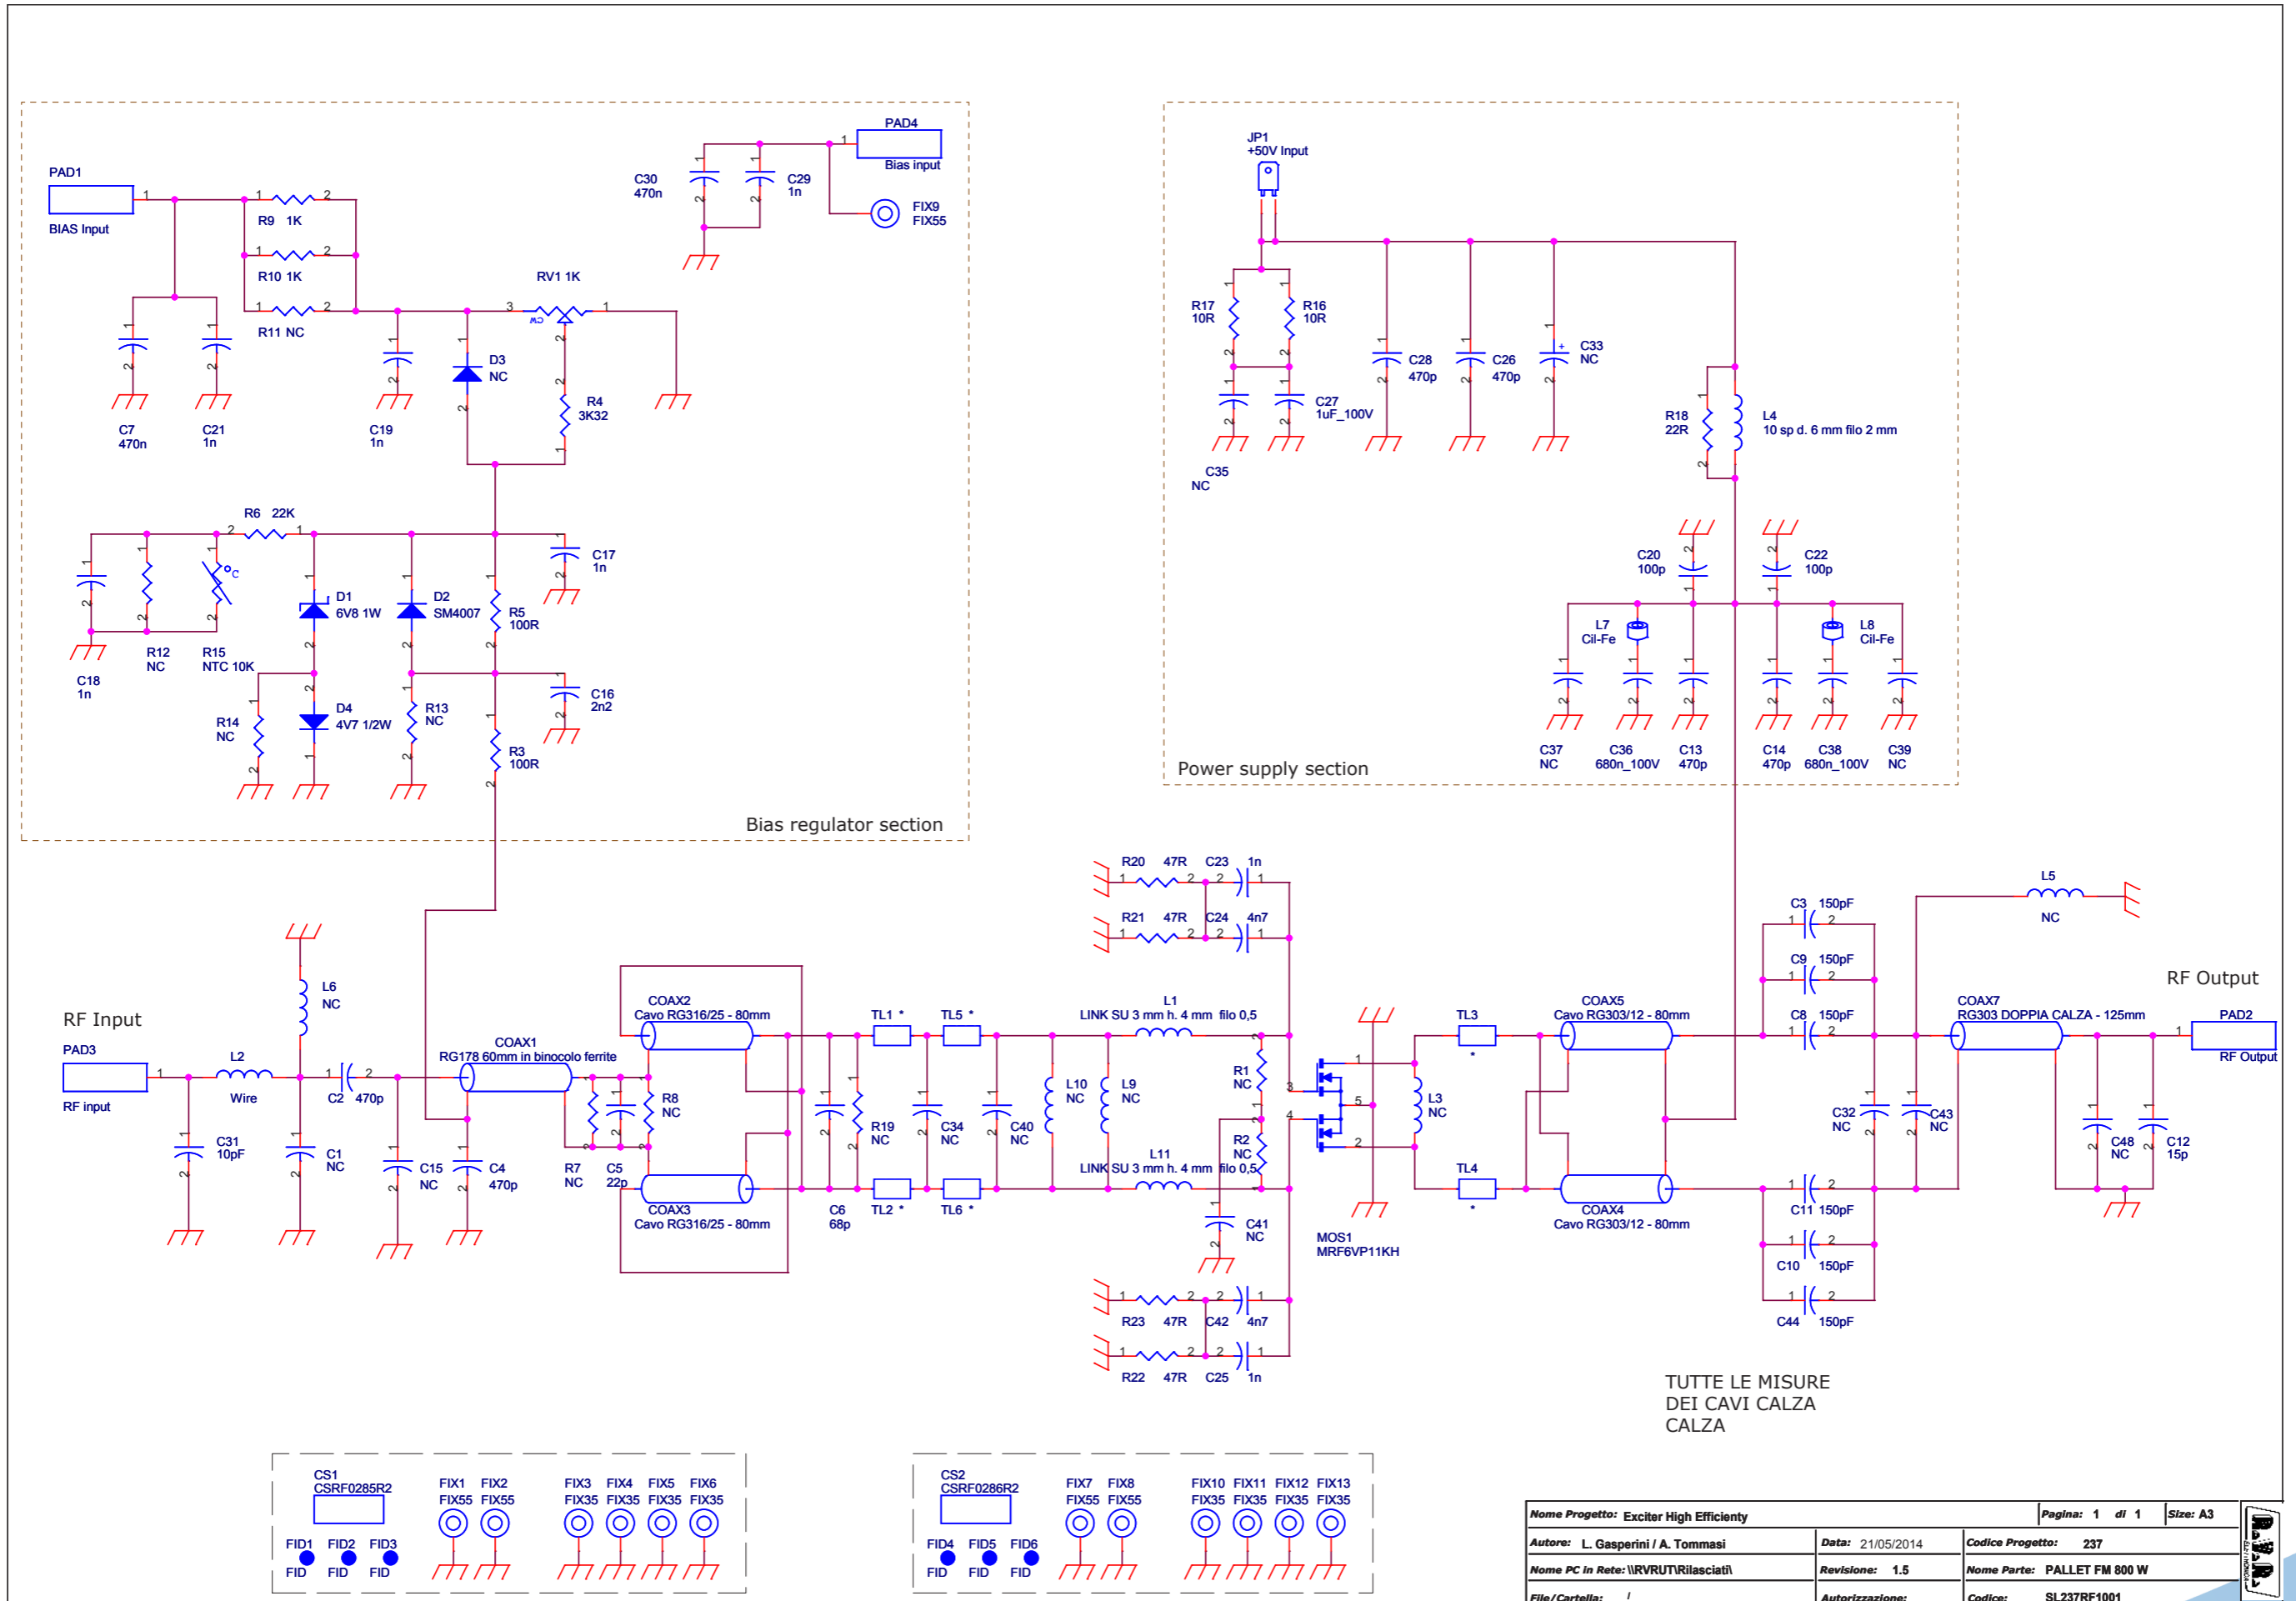 PAD1
BIAS Input
R9 1K
R10 1K
R11 NC
C7
470n
C21
1n
C19
1n
D3
NC
RV1 1K
CW
R4
3K32
C30
470n
C29
1n
PAD4
Bias input
FIX9
FIX55
R6 22K
C18
1n
R12
NC
R15
NTC 10K
°C
D1
6V8 1W
D2
SM4007
R5
100R
C17
1n
R14
NC
D4
4V7 1/2W
R13
NC
C16
2n2
R3
100R
Bias regulator section
JP1
+50V Input
R17
10R
R16
10R
C28
470p
C26
470p
C33
NC
C27
1uF_100V
C35
NC
R18
22R
L4
10 sp d. 6 mm filo 2 mm
C20
100p
C22
100p
L7
Cil-Fe
L8
Cil-Fe
C37
NC
C36
680n_100V
C13
470p
C14
470p
C38
680n_100V
C39
NC
Power supply section
RF Input
PAD3
RF input
C31
10pF
L2
Wire
L6
NC
C1
NC
C2 470p
C15
NC
C4
470p
COAX1
RG178 60mm in binocolo ferrite
R7
NC
C5
22p
R8
NC
COAX2
Cavo RG316/25 - 80mm
COAX3
Cavo RG316/25 - 80mm
C6
68p
R19
NC
TL1 *
TL5 *
TL2 *
TL6 *
C34
NC
C40
NC
L10
NC
L9
NC
L1
LINK SU 3 mm h. 4 mm filo 0,5
L11
LINK SU 3 mm h. 4 mm filo 0,5
R20 47R C23 1n
R21 47R C24 4n7
R1
NC
R2
NC
C41
NC
R23 47R C42 4n7
R22 47R C25 1n
MOS1
MRF6VP11KH
L3
NC
TL3
*
TL4
*
COAX5
Cavo RG303/12 - 80mm
COAX4
Cavo RG303/12 - 80mm
C3 150pF
C9 150pF
C8 150pF
C11 150pF
C10 150pF
C44 150pF
C32
NC
C43
NC
L5
NC
COAX7
RG303 DOPPIA CALZA - 125mm
C48
NC
C12
15p
RF Output
PAD2
RF Output
TUTTE LE MISURE
DEI CAVI CALZA
CALZA
CS1
CSRF0285R2
FID1 FID2 FID3
FID FID FID
FIX1 FIX2 FIX3 FIX4 FIX5 FIX6
FIX55 FIX55 FIX35 FIX35 FIX35 FIX35
CS2
CSRF0286R2
FID4 FID5 FID6
FID FID FID
FIX7 FIX8 FIX10 FIX11 FIX12 FIX13
FIX55 FIX55 FIX35 FIX35 FIX35 FIX35
Nome Progetto: Exciter High Efficienty Pagina: 1 di 1 Size: A3
Autore: L. Gasperini / A. Tommasi Data: 21/05/2014 Codice Progetto: 237
Nome PC in Rete: \\RVRUT\Rilasciati\ Revisione: 1.5 Nome Parte: PALLET FM 800 W
File/Cartella: / Autorizzazione: Codice: SL237RF1001
R.V.R.